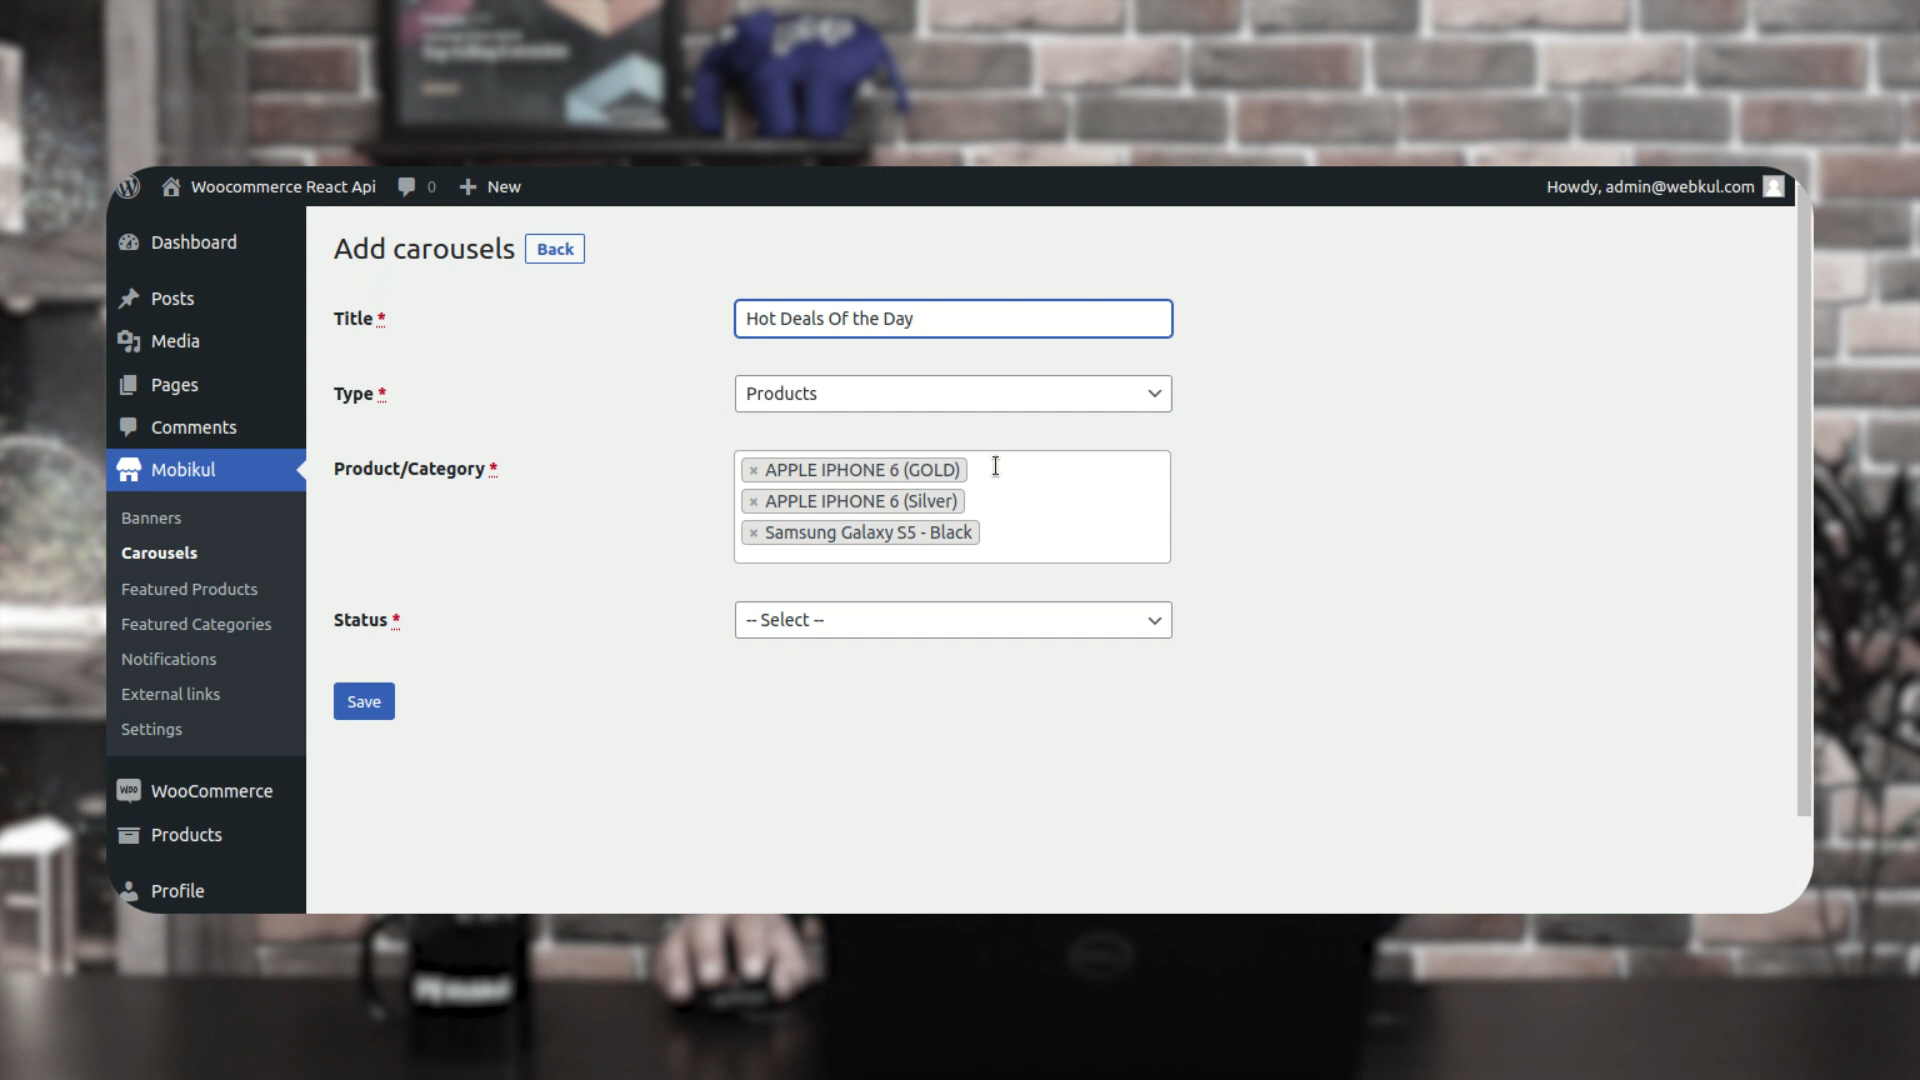 Woocommerce React Api 0 New Howdy, admin@webkul.com
Dashboard
Posts
Media
Pages
Comments
Mobikul
Banners
Carousels
Featured Products
Featured Categories
Notifications
External links
Settings
WooCommerce
Products
Profile
Add carousels Back
Title *
Hot Deals Of the Day
Type *
Products
Product/Category *
× APPLE IPHONE 6 (GOLD)
× APPLE IPHONE 6 (Silver)
× Samsung Galaxy S5 - Black
Status *
-- Select --
Save